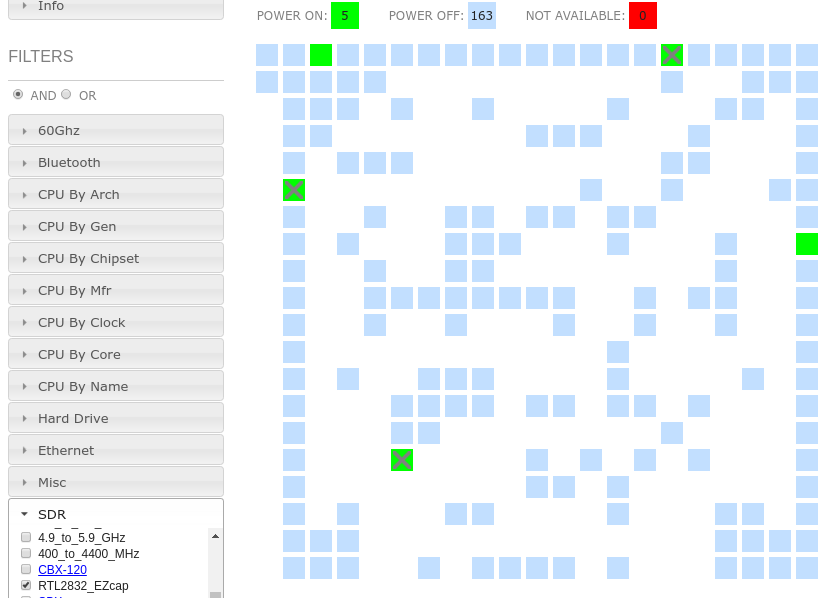 Info
POWER ON: 5 POWER OFF: 163 NOT AVAILABLE: 0
FILTERS
AND OR
60Ghz
Bluetooth
CPU By Arch
CPU By Gen
CPU By Chipset
CPU By Mfr
CPU By Clock
CPU By Core
CPU By Name
Hard Drive
Ethernet
Misc
SDR
4.9_to_5.9_GHz
400_to_4400_MHz
CBX-120
RTL2832_EZcap